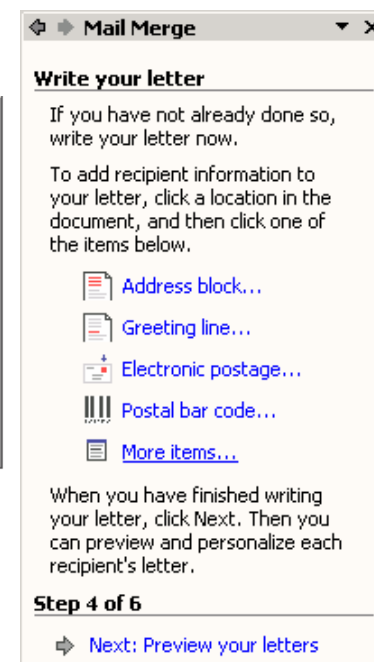 Mail Merge
Write your letter
If you have not already done so,
write your letter now.
To add recipient information to
your letter, click a location in the
document, and then click one of
the items below.
Address block...
Greeting line...
Electronic postage...
Postal bar code...
More items...
When you have finished writing
your letter, click Next. Then you
can preview and personalize each
recipient's letter.
Step 4 of 6
Next: Preview your letters